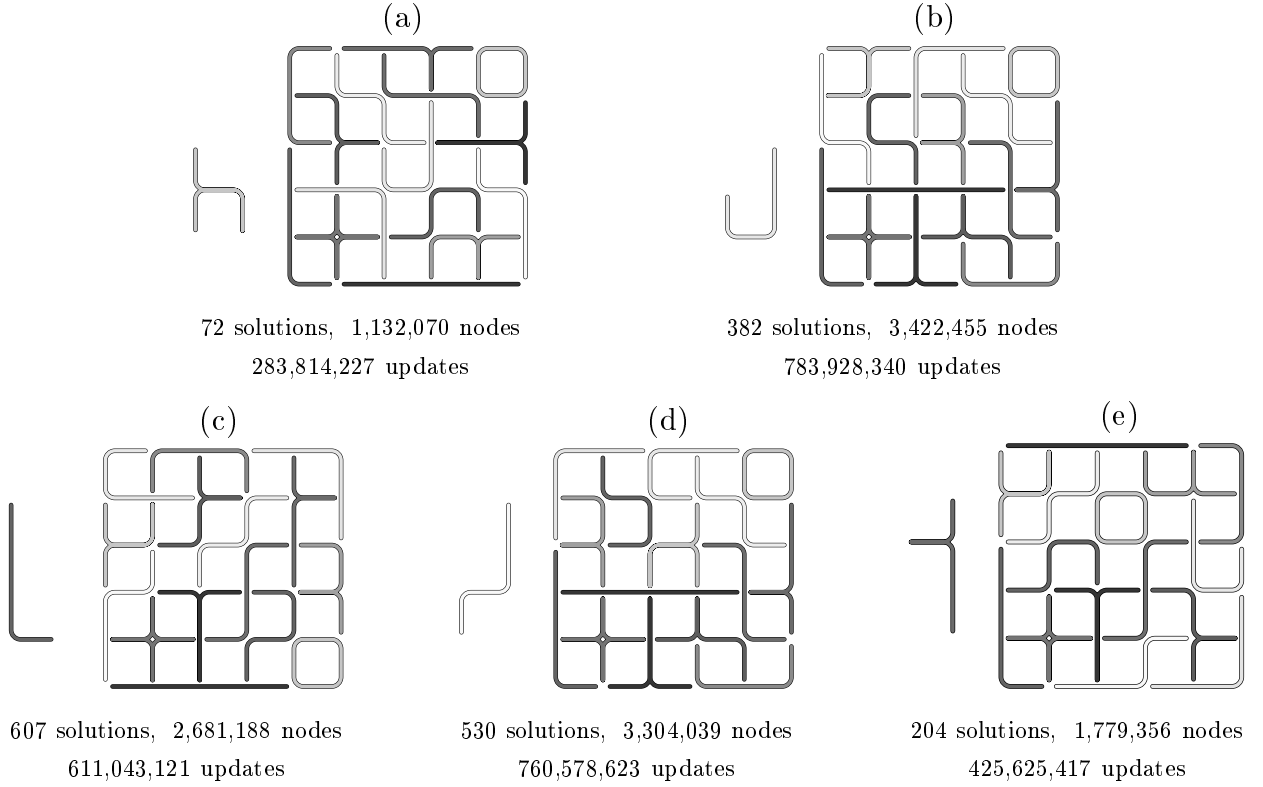 (a)
72 solutions, 1,132,070 nodes
283,814,227 updates
(b)
382 solutions, 3,422,455 nodes
783,928,340 updates
(c)
607 solutions, 2,681,188 nodes
611,043,121 updates
(d)
530 solutions, 3,304,039 nodes
760,578,623 updates
(e)
204 solutions, 1,779,356 nodes
425,625,417 updates